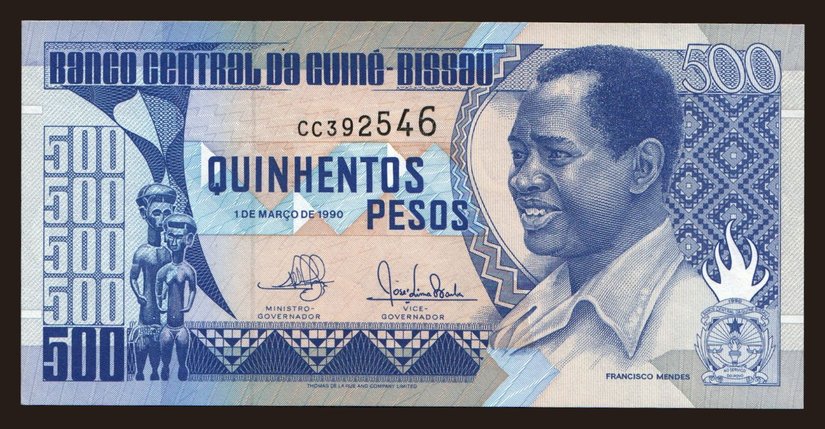 BANCO CENTRAL DA GUINÉ-BISSAU
500
CC392546
500
500
500
500
500
QUINHENTOS
PESOS
1 DE MARÇO DE 1990
MINISTRO-
GOVERNADOR
VICE-
GOVERNADOR
FRANCISCO MENDES
THOMAS DE LA RUE AND COMPANY LIMITED